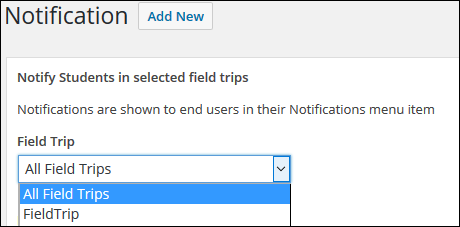 Notification Add New
Notify Students in selected field trips
Notifications are shown to end users in their Notifications menu item
Field Trip
All Field Trips
All Field Trips
FieldTrip